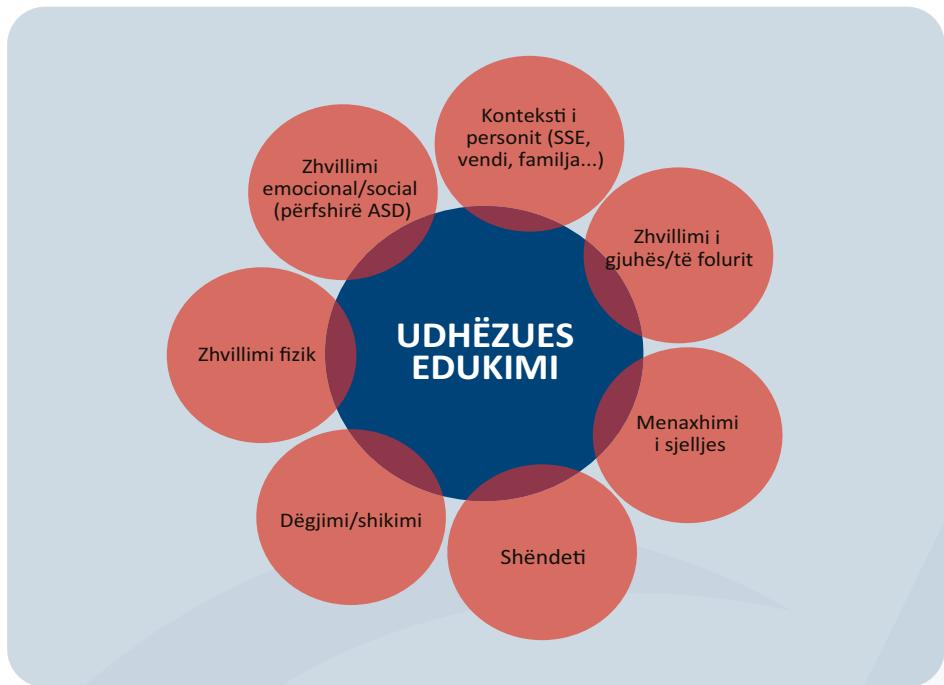 Konteksti i
personit (SSE,
vendi, familja...)
Zhvillimi
emocional/social
(përfshirë ASD)
Zhvillimi i
gjuhës/të folurit
UDHËZUES
EDUKIMI
Zhvillimi fizik
Menaxhimi
i sjelljes
Dëgjimi/shikimi
Shëndeti